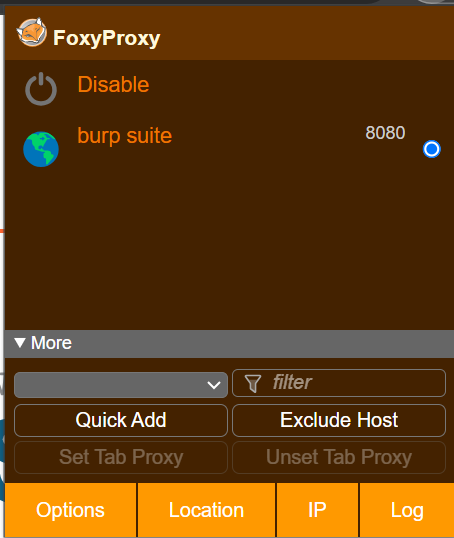 FoxyProxy
Disable
burp suite 8080
▼ More
filter
Quick Add Exclude Host
Set Tab Proxy Unset Tab Proxy
Options Location IP Log